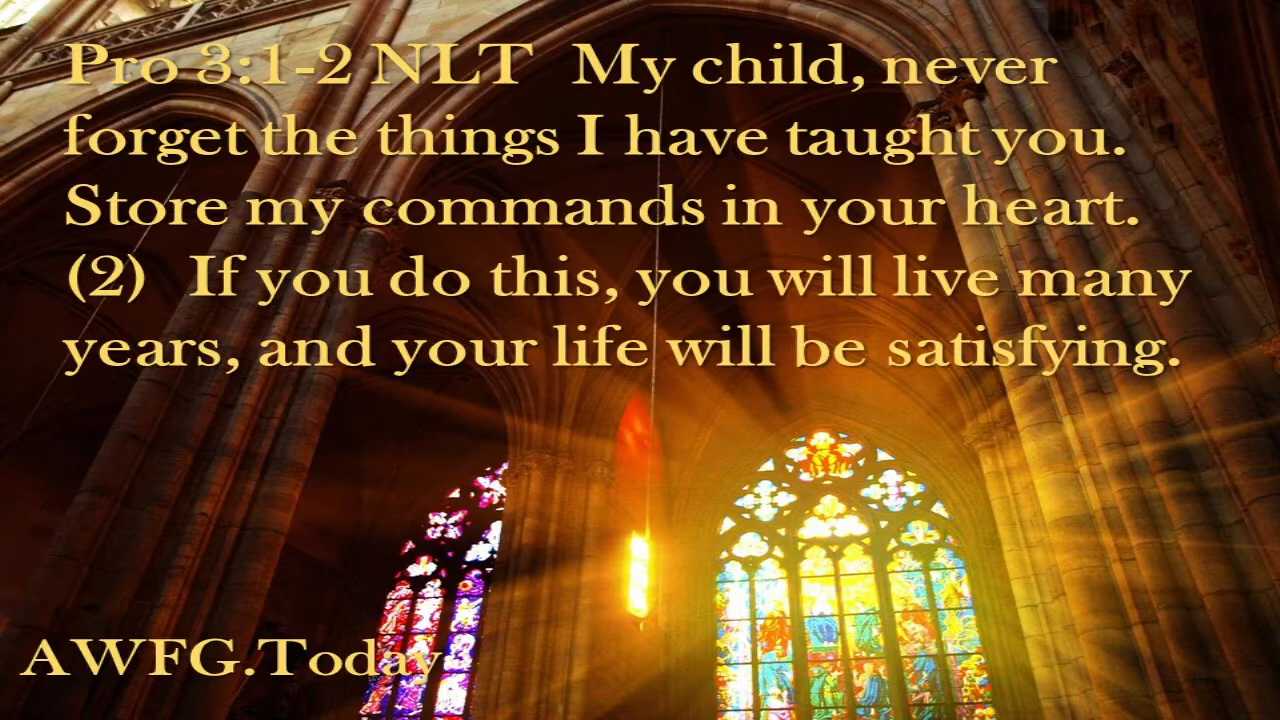 Pro 3:1-2 NLT My child, never
forget the things I have taught you.
Store my commands in your heart.
(2) If you do this, you will live many
years, and your life will be satisfying.
AWFG.Today